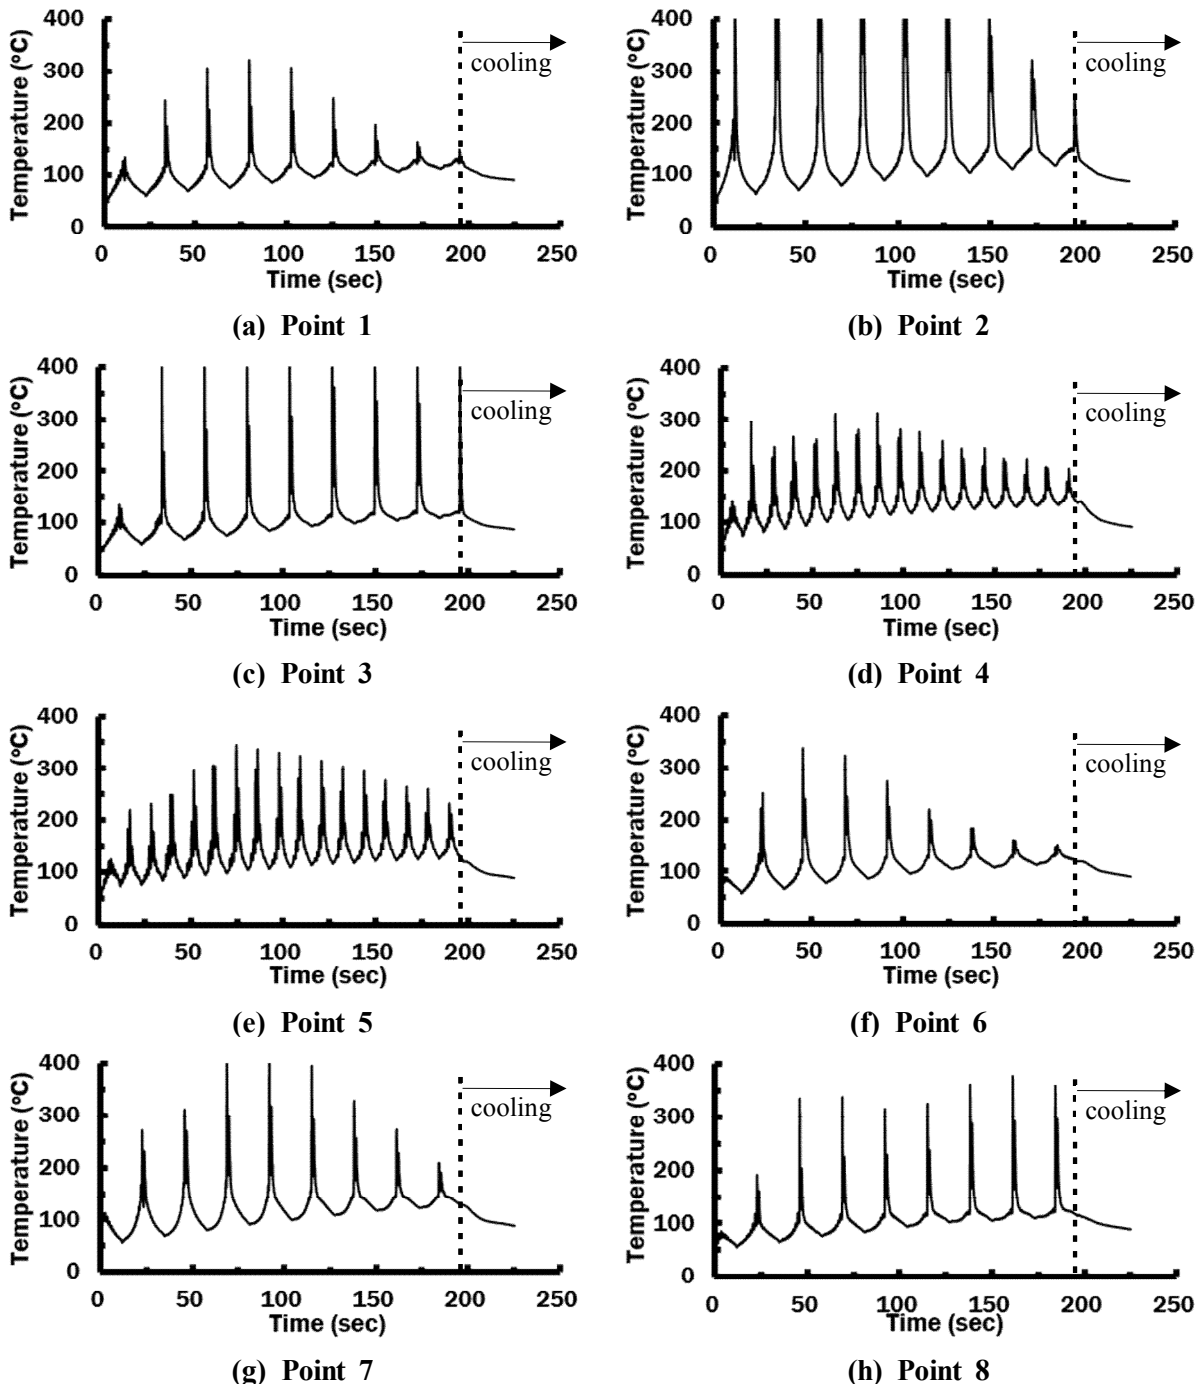 400
300
200
100
0
Temperature (°C)
cooling
0 50 100 150 200 250
Time (sec)
(a) Point 1
400
300
200
100
0
Temperature (°C)
cooling
0 50 100 150 200 250
Time (sec)
(b) Point 2
400
300
200
100
0
Temperature (°C)
cooling
0 50 100 150 200 250
Time (sec)
(c) Point 3
400
300
200
100
0
Temperature (°C)
cooling
0 50 100 150 200 250
Time (sec)
(d) Point 4
400
300
200
100
0
Temperature (°C)
cooling
0 50 100 150 200 250
Time (sec)
(e) Point 5
400
300
200
100
0
Temperature (°C)
cooling
0 50 100 150 200 250
Time (sec)
(f) Point 6
400
300
200
100
0
Temperature (°C)
cooling
0 50 100 150 200 250
Time (sec)
(g) Point 7
400
300
200
100
0
Temperature (°C)
cooling
0 50 100 150 200 250
Time (sec)
(h) Point 8